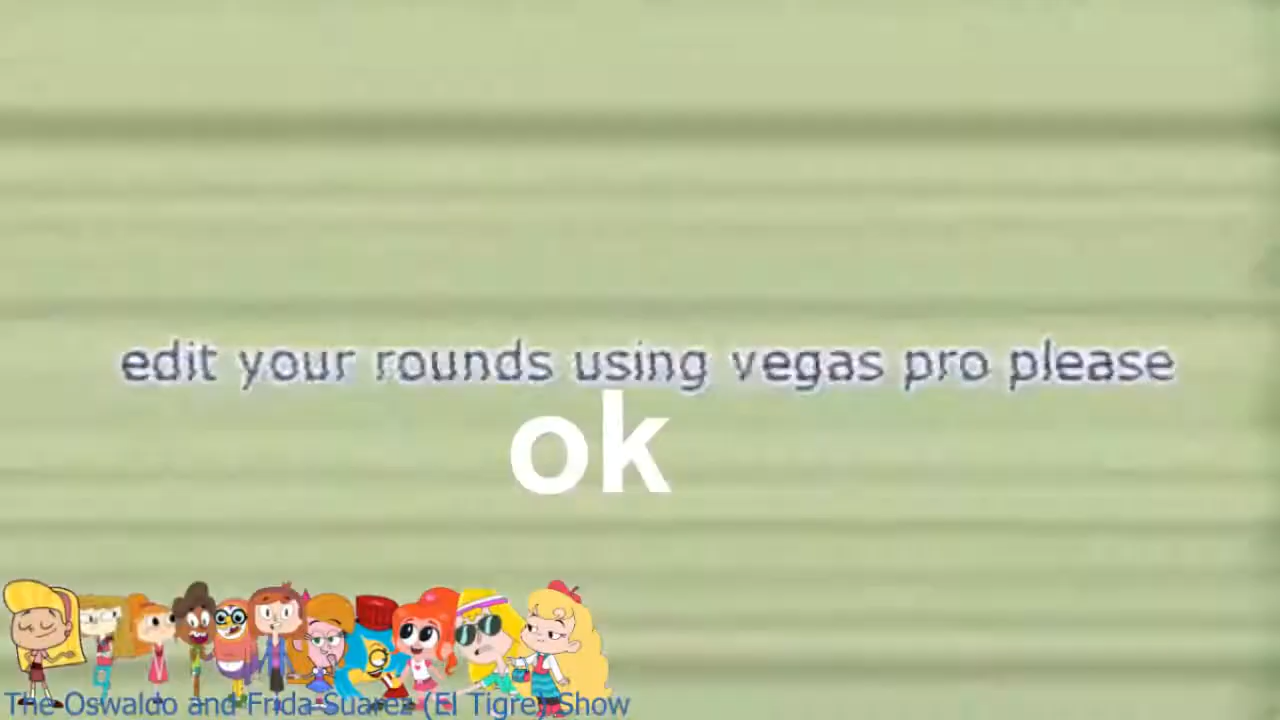 edit your rounds using vegas pro please
ok
The Oswaldo and Frida Suarez (El Tigre) Show